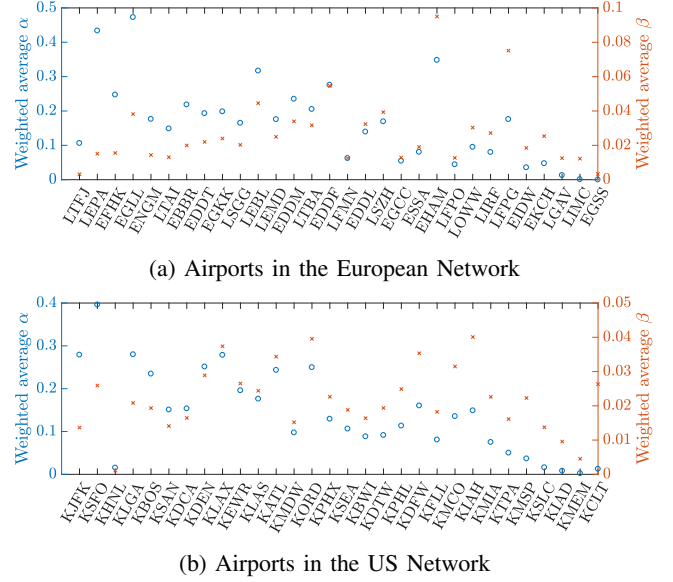 0.5
0.4
0.3
0.2
0.1
0
Weighted average α
0.1
0.08
0.06
0.04
0.02
0
Weighted average β
LTFJ
LEPA
EFHK
EGLL
ENGM
LTAI
EBBR
EDDT
EGKK
LSGG
LEBL
LEMD
EDDM
LTBA
EDDF
LFMN
EDDL
LSZH
EGCC
ESSA
EHAM
LFPO
LOWW
LIRF
LFPG
EIDW
EKCH
LGAV
LIMC
EGSS
(a) Airports in the European Network
0.4
0.3
0.2
0.1
0
Weighted average α
0.05
0.04
0.03
0.02
0.01
0
Weighted average β
KJFK
KSFO
KHNL
KLGA
KBOS
KSAN
KDCA
KDEN
KLAX
KEWR
KLAS
KATL
KMDW
KORD
KPHX
KSEA
KBWI
KDTW
KPHL
KDFW
KFLL
KMCO
KIAH
KMIA
KTPA
KMSP
KSLC
KIAD
KMEM
KCLT
(b) Airports in the US Network